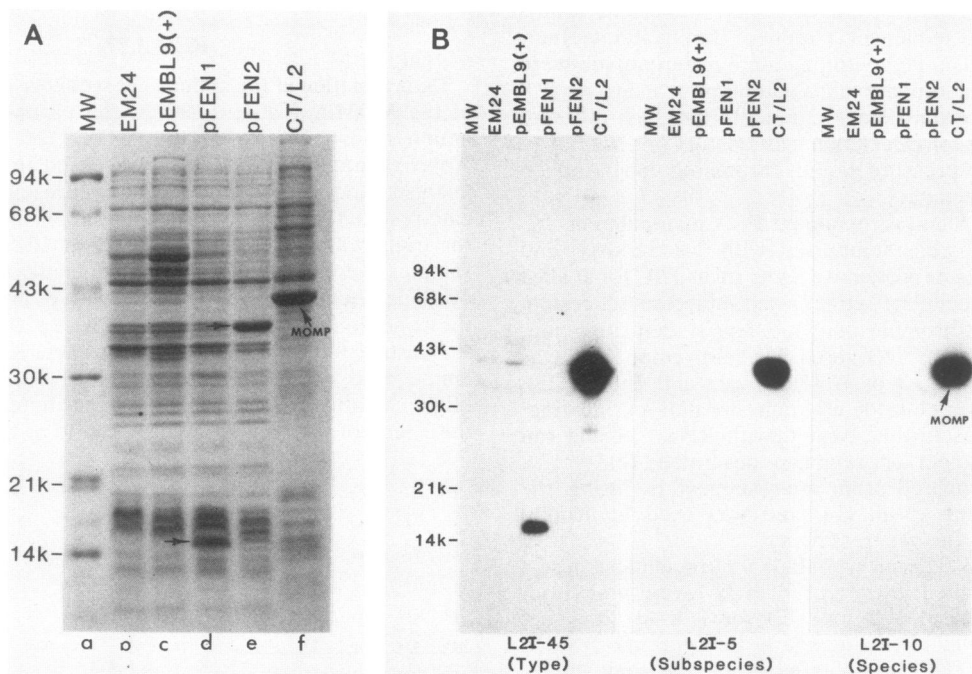 A
MW
EM24
pEMBL9(+)
pFEN1
pFEN2
CT/L2
94k
68k
43k
30k
21k
14k
MOMP
a
b
c
d
e
f
B
MW
EM24
pEMBL9(+)
pFEN1
pFEN2
CT/L2
MW
EM24
pEMBL9(+)
pFEN1
pFEN2
CT/L2
MW
EM24
pEMBL9(+)
pFEN1
pFEN2
CT/L2
94k
68k
43k
30k
21k
14k
MOMP
L2I-45
(Type)
L2I-5
(Subspecies)
L2I-10
(Species)